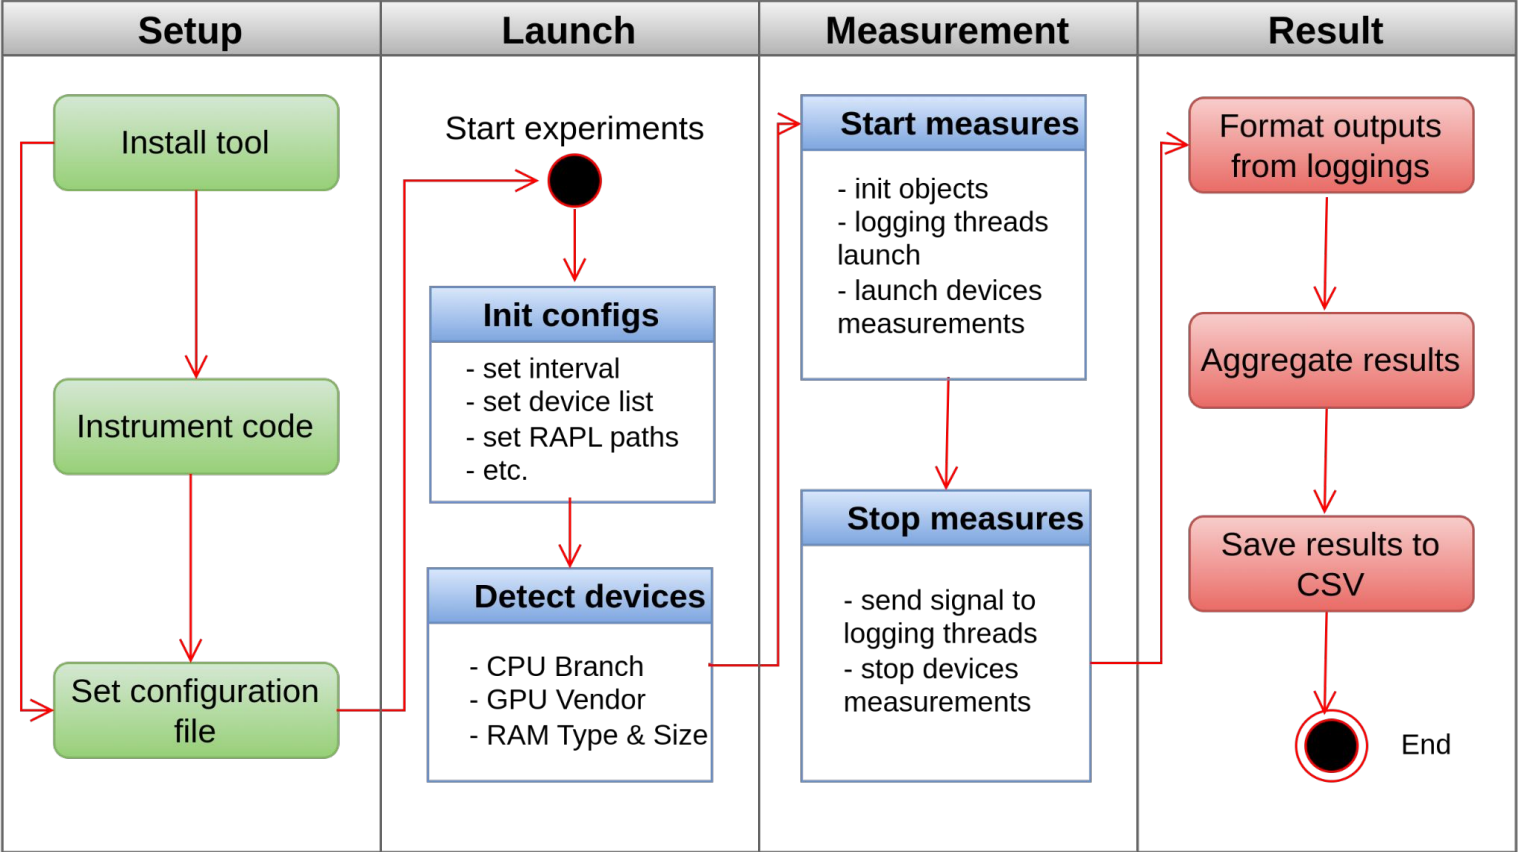 Setup
Launch
Measurement
Result
Install tool
Instrument code
Set configuration
file
Start experiments
Init configs
- set interval
- set device list
- set RAPL paths
- etc.
Detect devices
- CPU Branch
- GPU Vendor
- RAM Type & Size
Start measures
- init objects
- logging threads
launch
- launch devices
measurements
Stop measures
- send signal to
logging threads
- stop devices
measurements
Format outputs
from loggings
Aggregate results
Save results to
CSV
End